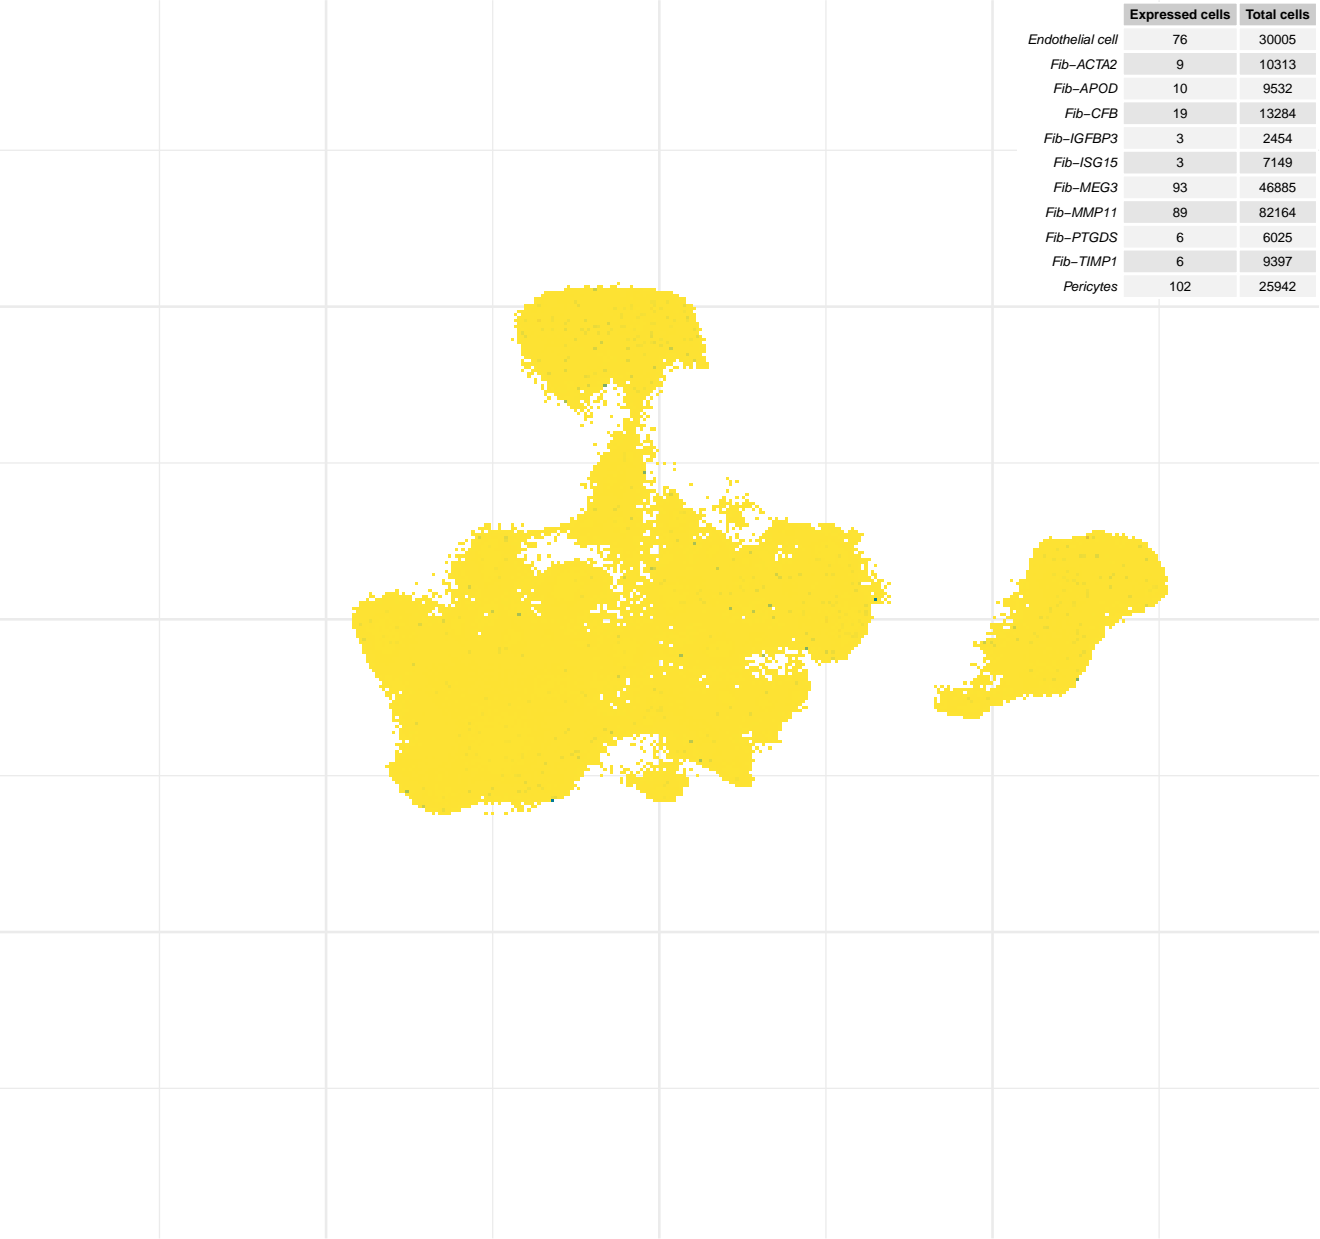 Expressed cells Total cells
Endothelial cell 76 30005
Fib−ACTA2 9 10313
Fib−APOD 10 9532
Fib−CFB 19 13284
Fib−IGFBP3 3 2454
Fib−ISG15 3 7149
Fib−MEG3 93 46885
Fib−MMP11 89 82164
Fib−PTGDS 6 6025
Fib−TIMP1 6 9397
Pericytes 102 25942